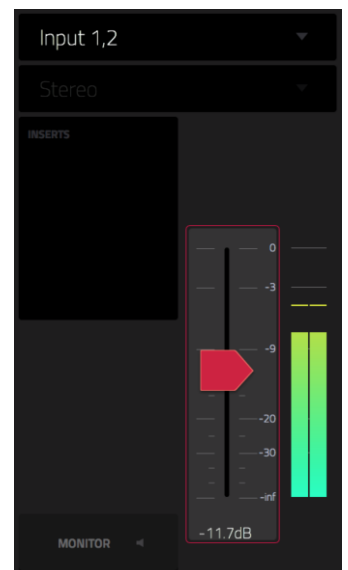 Input 1,2
Stereo
INSERTS
0
-3
-9
-20
-30
-inf
-11.7dB
MONITOR